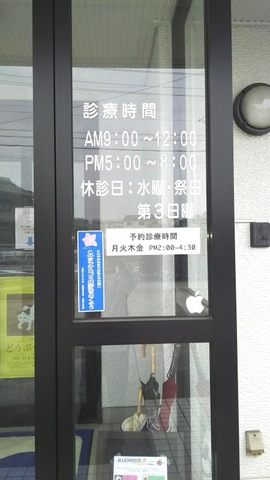 診療時間
AM9:00～12:00
PM5:00～8:00
休診日：水曜・祭日
第3日曜
予約診療時間
月火木金 PM2:00~4:30